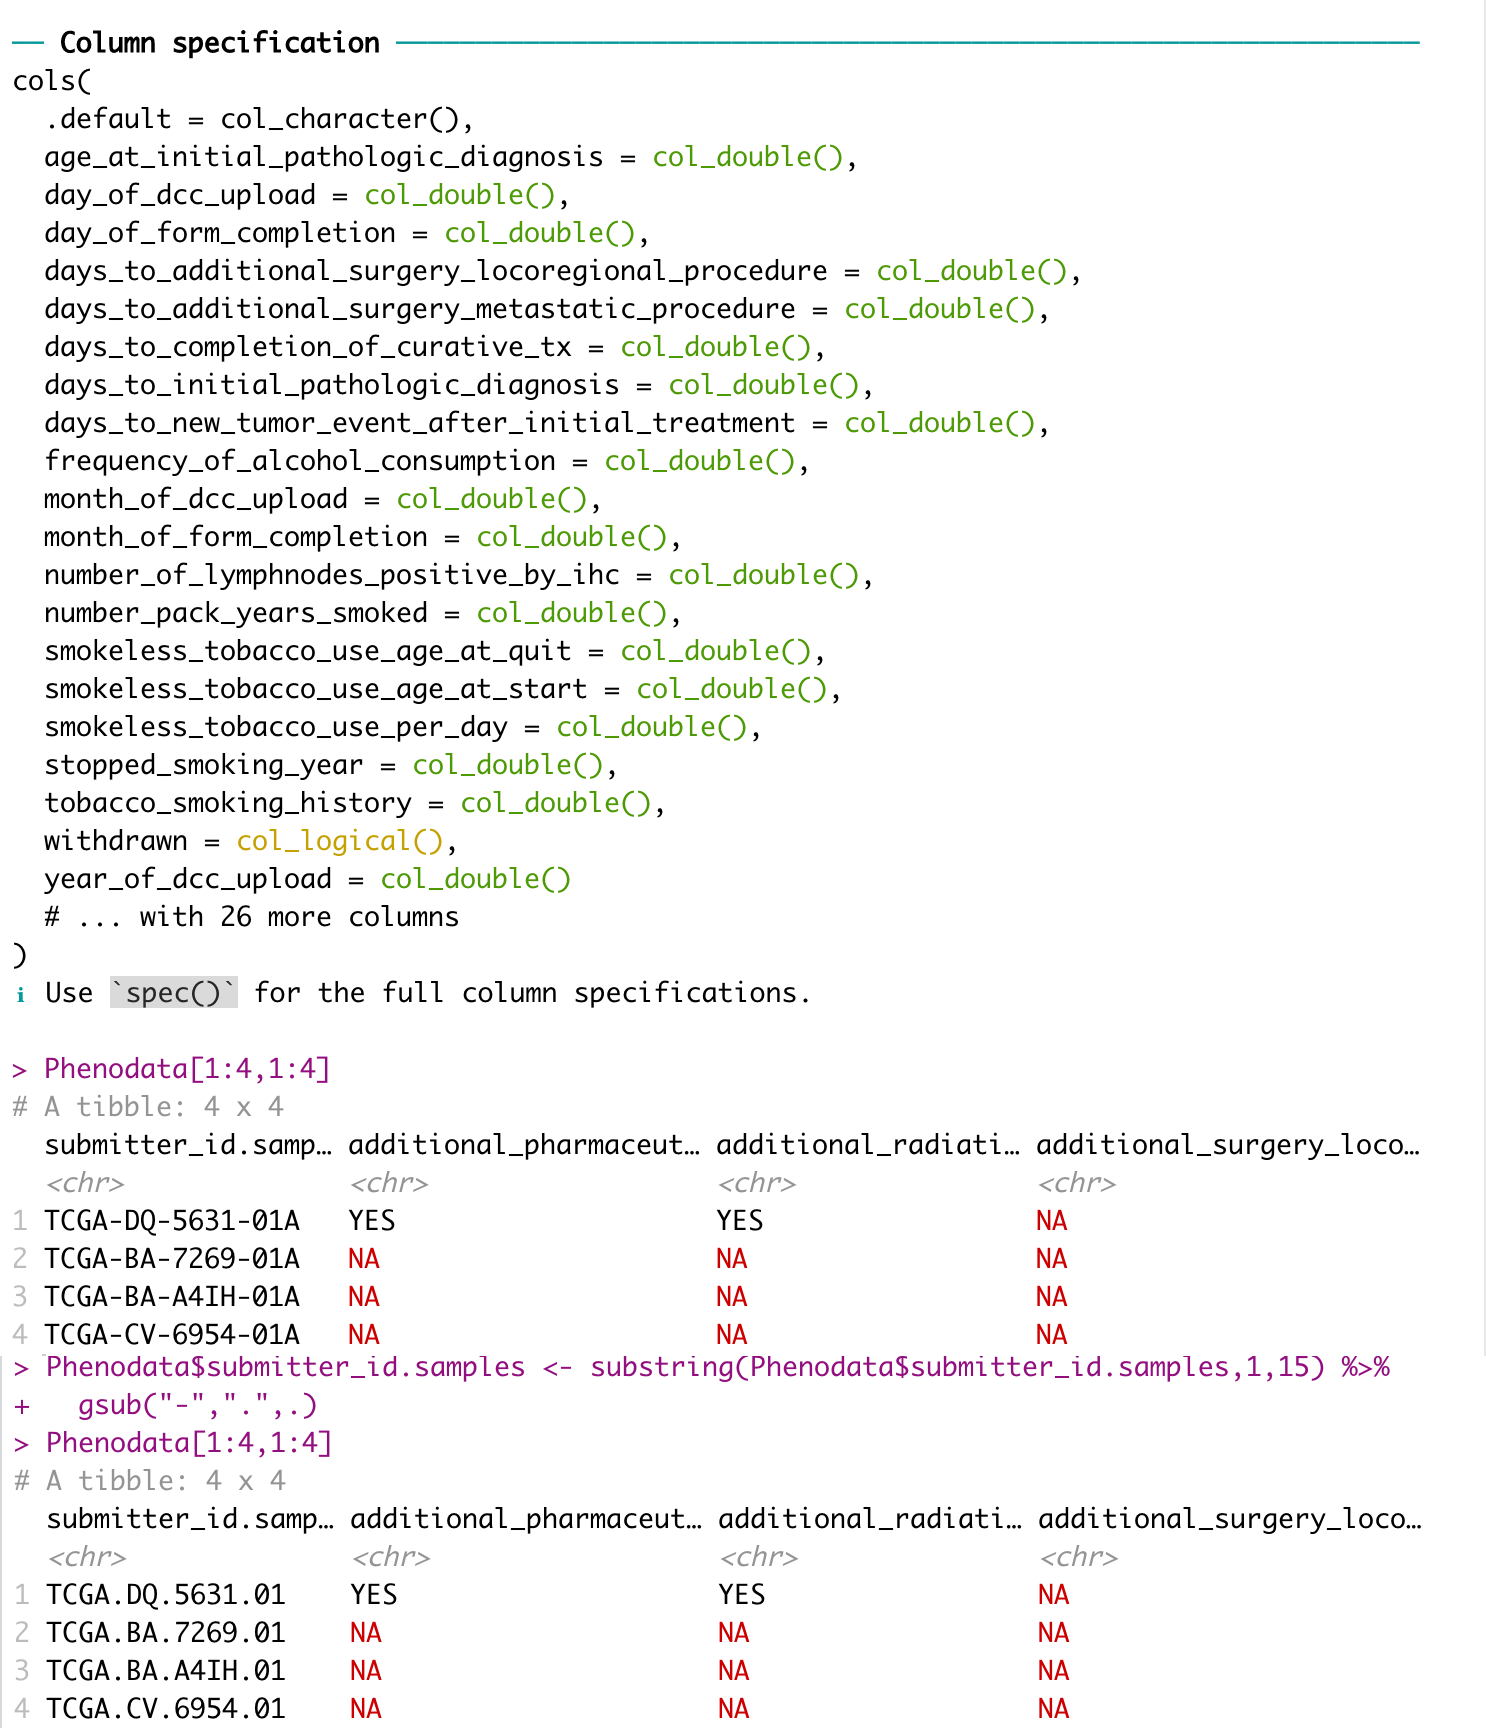 ── Column specification ────────────────────────────────────────────────────────────────
cols(
  .default = col_character(),
  age_at_initial_pathologic_diagnosis = col_double(),
  day_of_dcc_upload = col_double(),
  day_of_form_completion = col_double(),
  days_to_additional_surgery_locoregional_procedure = col_double(),
  days_to_additional_surgery_metastatic_procedure = col_double(),
  days_to_completion_of_curative_tx = col_double(),
  days_to_initial_pathologic_diagnosis = col_double(),
  days_to_new_tumor_event_after_initial_treatment = col_double(),
  frequency_of_alcohol_consumption = col_double(),
  month_of_dcc_upload = col_double(),
  month_of_form_completion = col_double(),
  number_of_lymphnodes_positive_by_ihc = col_double(),
  number_pack_years_smoked = col_double(),
  smokeless_tobacco_use_age_at_quit = col_double(),
  smokeless_tobacco_use_age_at_start = col_double(),
  smokeless_tobacco_use_per_day = col_double(),
  stopped_smoking_year = col_double(),
  tobacco_smoking_history = col_double(),
  withdrawn = col_logical(),
  year_of_dcc_upload = col_double()
  # ... with 26 more columns
)
ℹ Use `spec()` for the full column specifications.
> Phenodata[1:4,1:4]
# A tibble: 4 x 4
  submitter_id.samp… additional_pharmaceut… additional_radiati… additional_surgery_loco…
  <chr>              <chr>                  <chr>               <chr>
1 TCGA-DQ-5631-01A   YES                    YES                 NA
2 TCGA-BA-7269-01A   NA                     NA                  NA
3 TCGA-BA-A4IH-01A   NA                     NA                  NA
4 TCGA-CV-6954-01A   NA                     NA                  NA
> Phenodata$submitter_id.samples <- substring(Phenodata$submitter_id.samples,1,15) %>%
+   gsub("-",".",.)
> Phenodata[1:4,1:4]
# A tibble: 4 x 4
  submitter_id.samp… additional_pharmaceut… additional_radiati… additional_surgery_loco…
  <chr>              <chr>                  <chr>               <chr>
1 TCGA.DQ.5631.01    YES                    YES                 NA
2 TCGA.BA.7269.01    NA                     NA                  NA
3 TCGA.BA.A4IH.01    NA                     NA                  NA
4 TCGA.CV.6954.01    NA                     NA                  NA